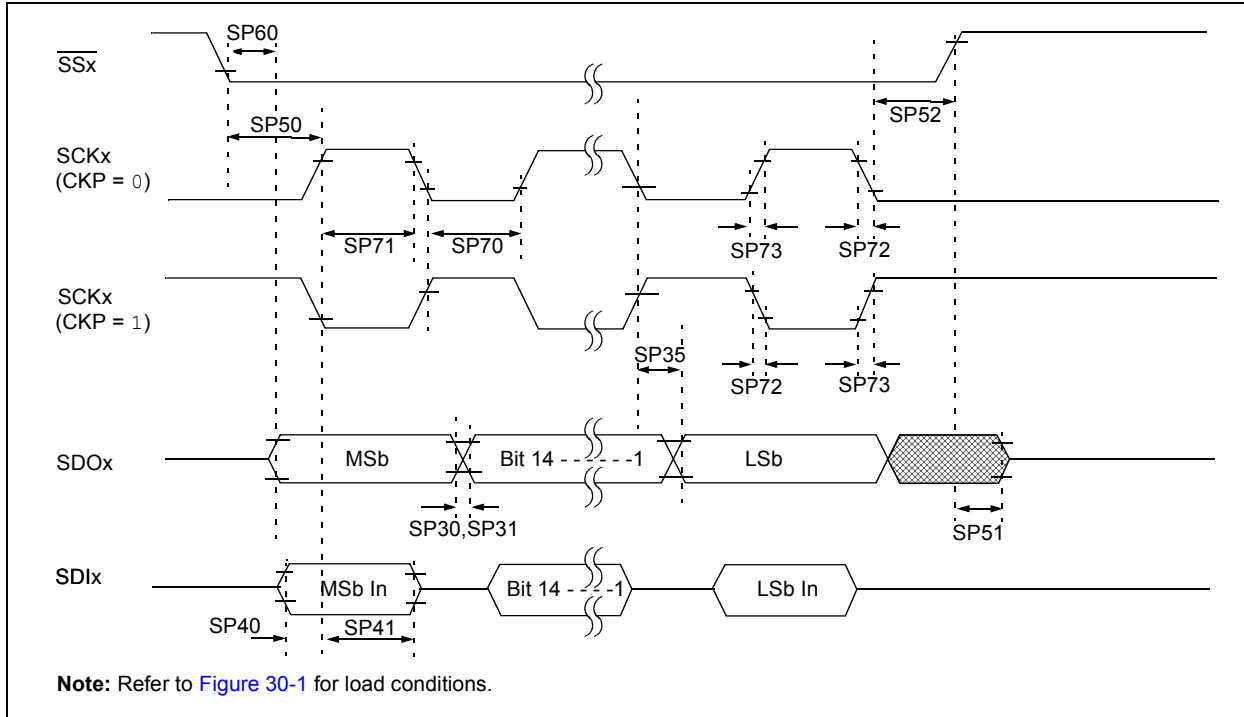 SP60
SSx
SP50
SP52
SCKx
(CKP = 0)
SP71
SP70
SP73
SP72
SCKx
(CKP = 1)
SP35
SP72
SP73
SDOx
MSb
Bit 14 - - - - - -1
LSb
SP30,SP31
SP51
SDIx
MSb In
Bit 14 - - - -1
LSb In
SP40
SP41
Note: Refer to Figure 30-1 for load conditions.